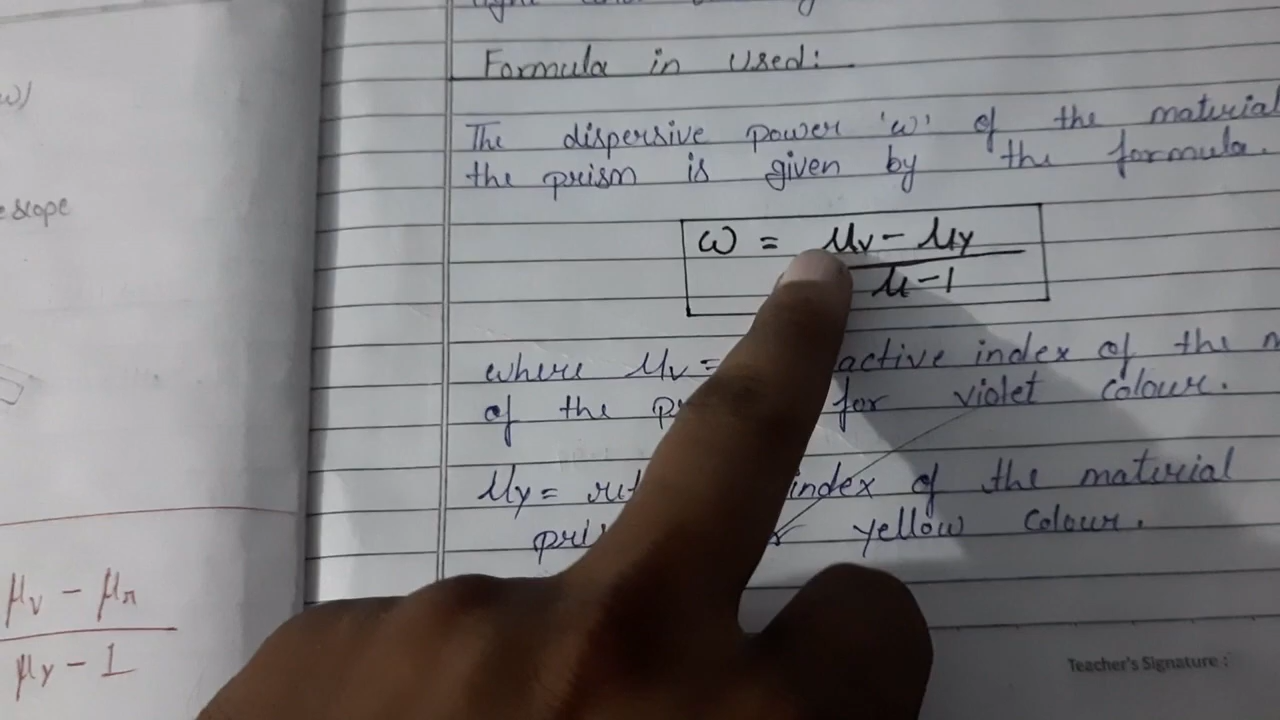 ω)
escope
μv - μr
μy - 1
Formula in used:
The dispersive power 'ω' of the material
the prism is given by the formula.
ω = μv - μy
μ - 1
where μv = active index of the
of the for violet colour.
μy = index of the material
yellow colour.
Teacher's Signature :